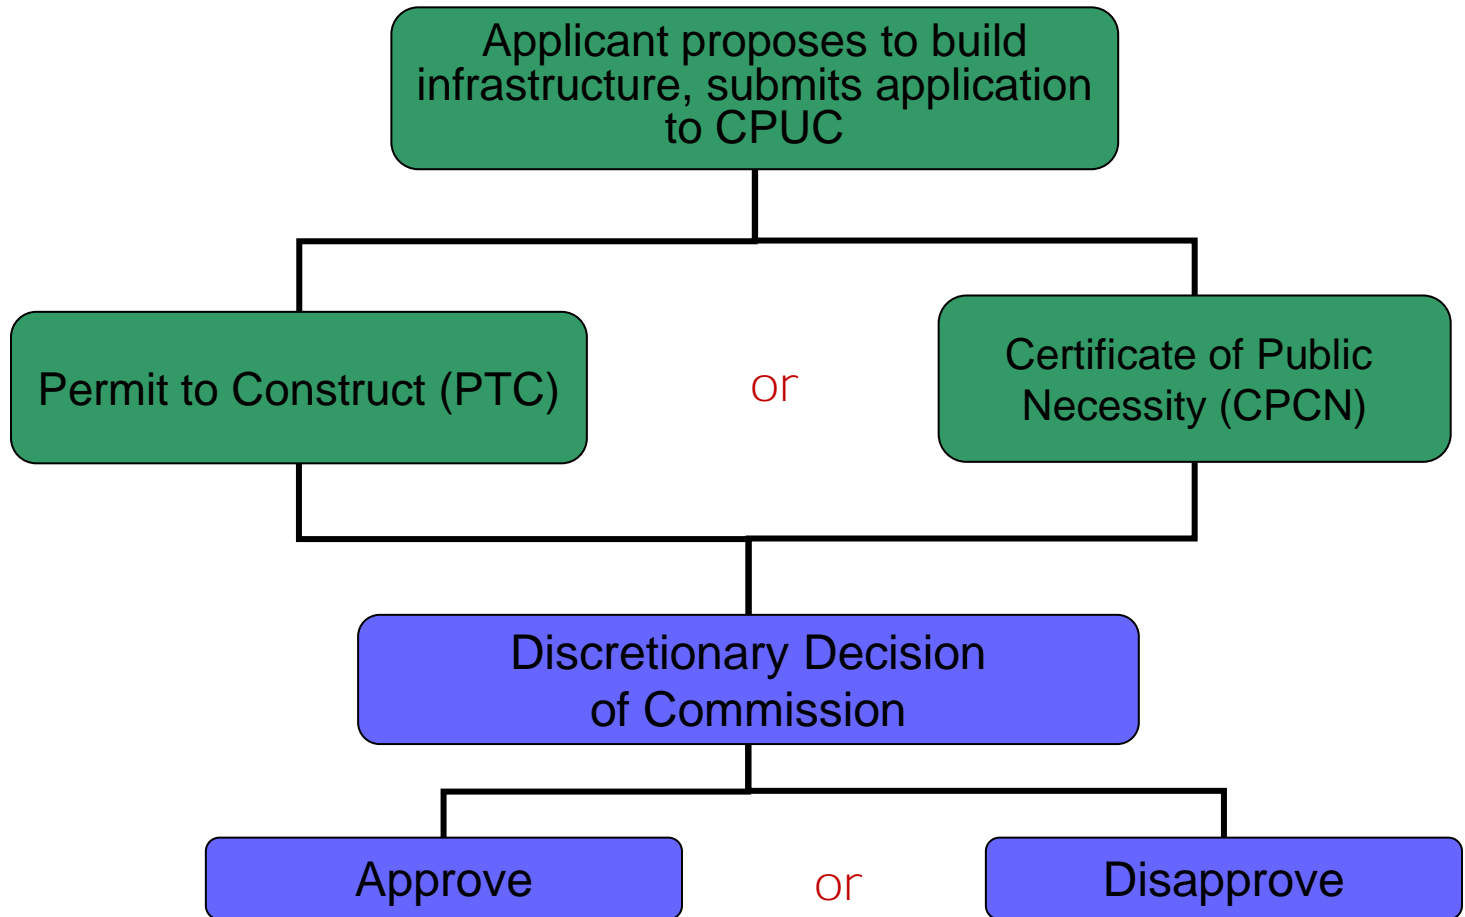 Applicant proposes to build
infrastructure, submits application
to CPUC
Permit to Construct (PTC)
or
Certificate of Public
Necessity (CPCN)
Discretionary Decision
of Commission
Approve
or
Disapprove